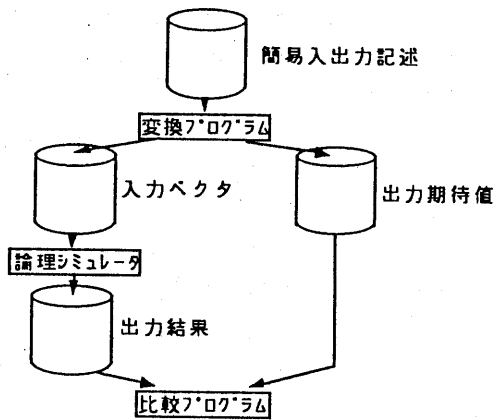 簡易入出力記述
変換プログラム
入力ベクタ
出力期待値
論理シミュレータ
出力結果
比較プログラム